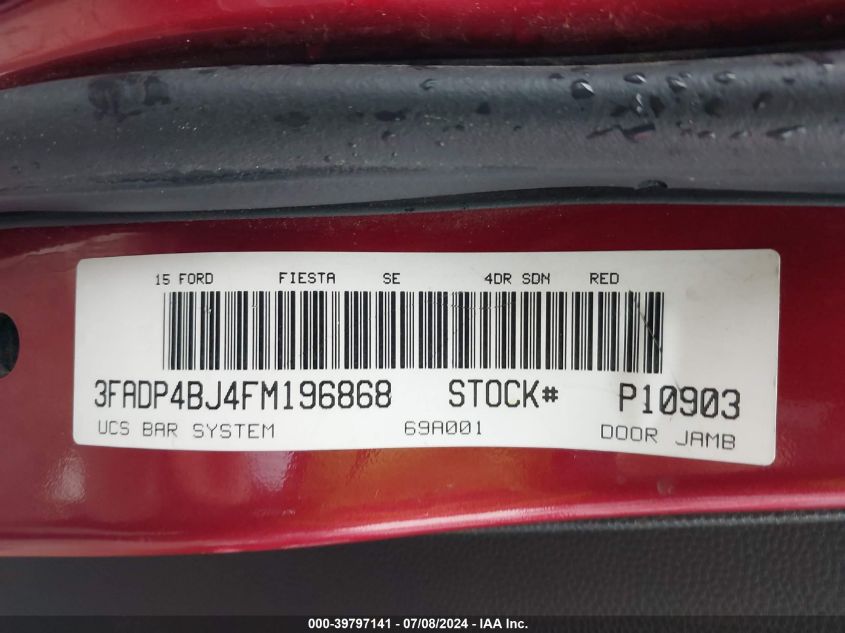 15 FORD FIESTA SE 4DR SDN RED
3FADP4BJ4FM196868 STOCK# P10903
UCS BAR SYSTEM 69A001 DOOR JAMB
000-39797141 / 07/08/2024 - IAA Inc.